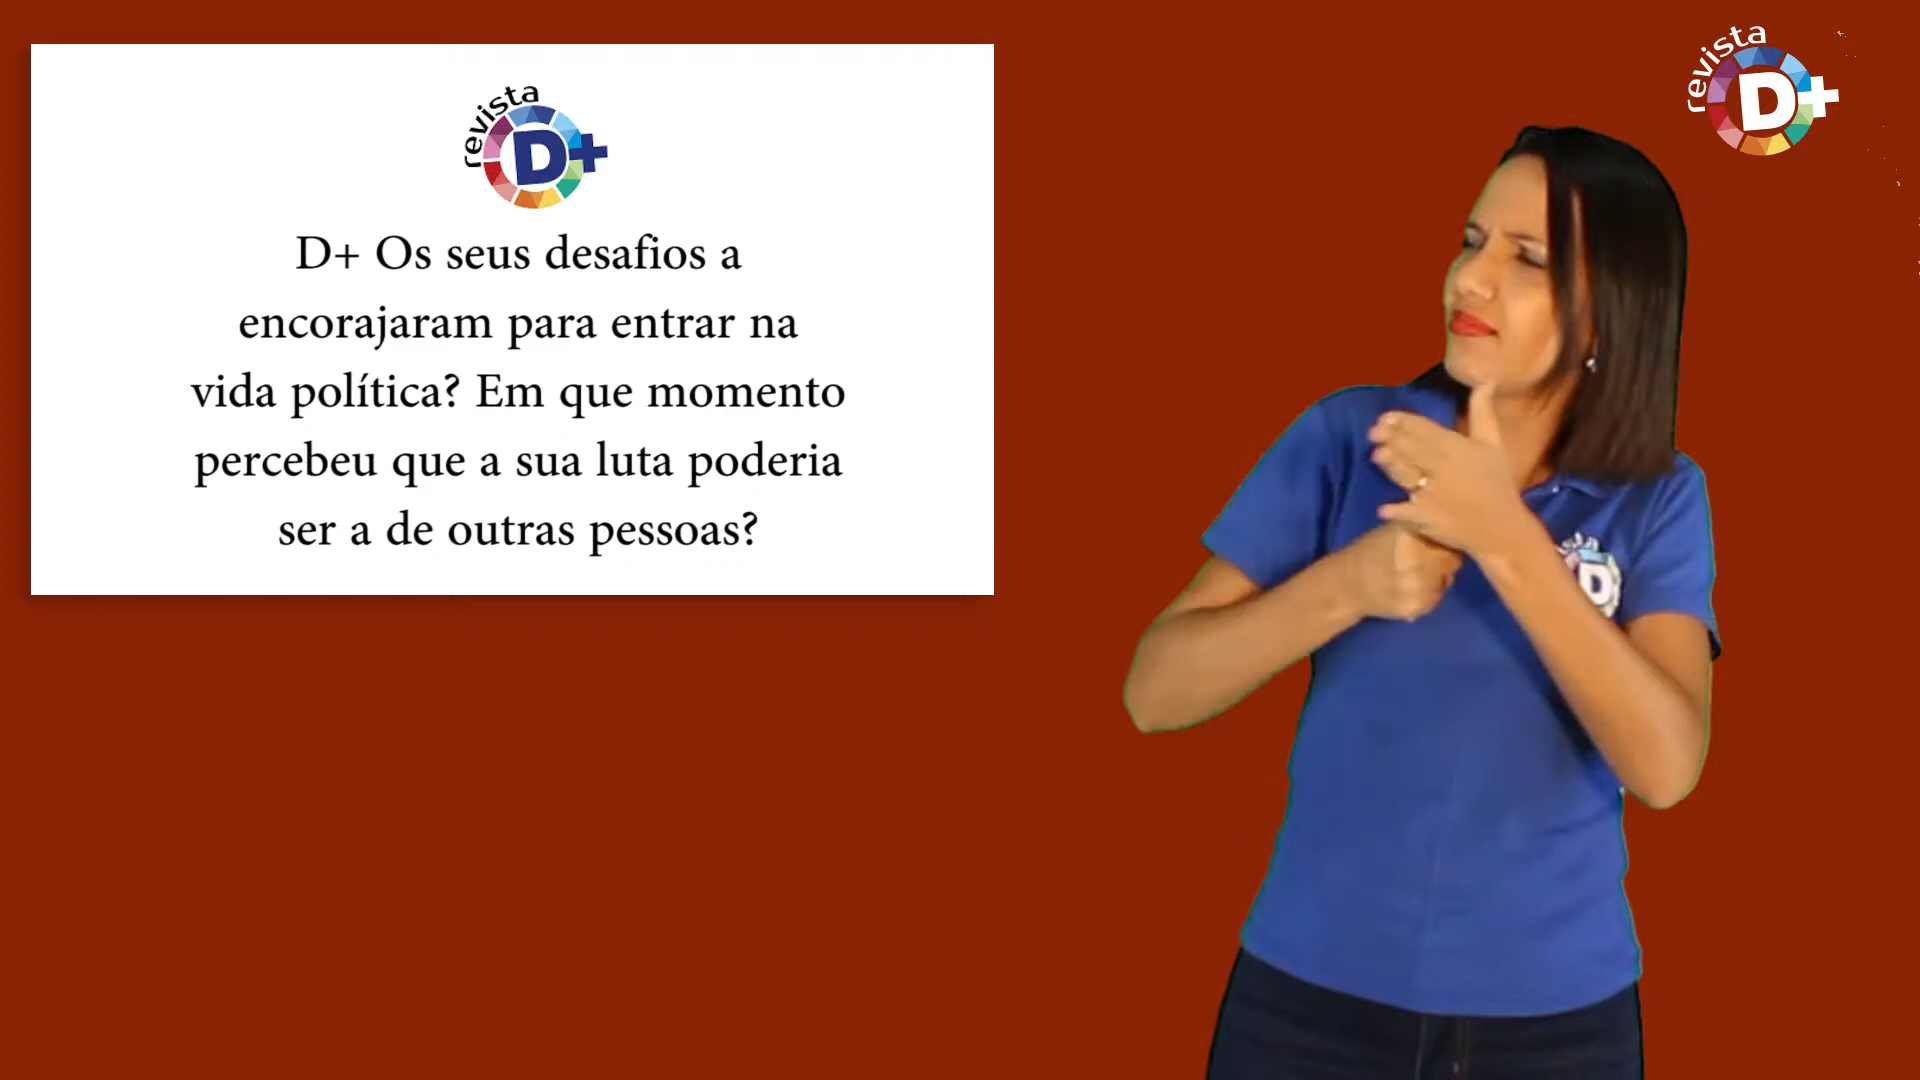 revista
D+
D+ Os seus desafios a
encorajaram para entrar na
vida política? Em que momento
percebeu que a sua luta poderia
ser a de outras pessoas?
revista
D+
D